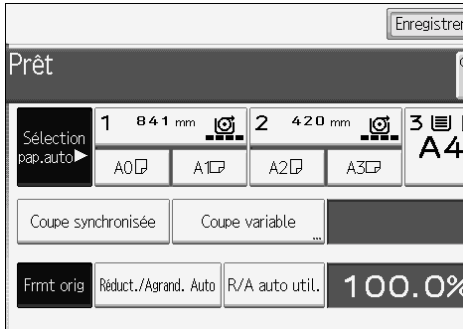 Enregistrer
Prêt
Sélection
pap.auto▶
1 841 mm
2 420 mm
3
A4
A0
A1
A2
A3
Coupe synchronisée
Coupe variable
...
Frmt orig
Réduct./Agrand. Auto
R/A auto util.
100.0%